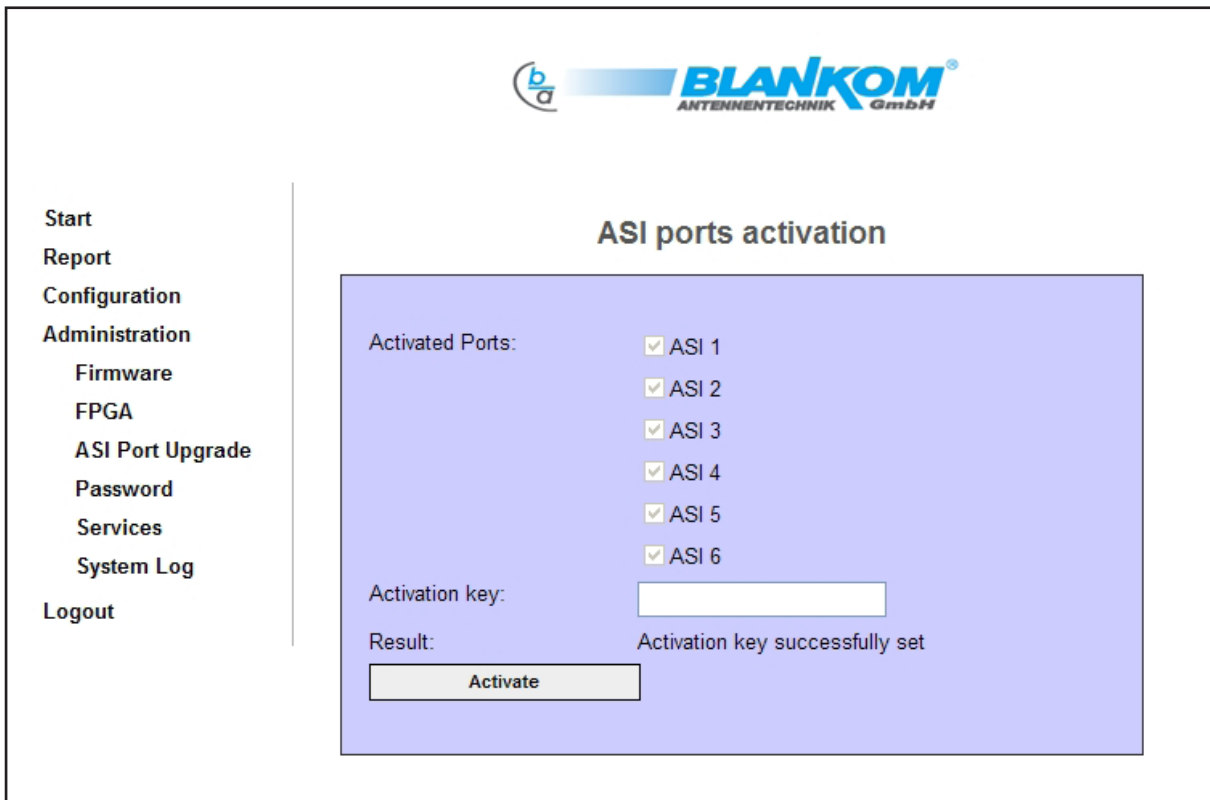 b
a
BLANKOM®
ANTENNENTECHNIK GmbH
Start
Report
Configuration
Administration
Firmware
FPGA
ASI Port Upgrade
Password
Services
System Log
Logout
ASI ports activation
Activated Ports:
ASI 1
ASI 2
ASI 3
ASI 4
ASI 5
ASI 6
Activation key:
Result: Activation key successfully set
Activate